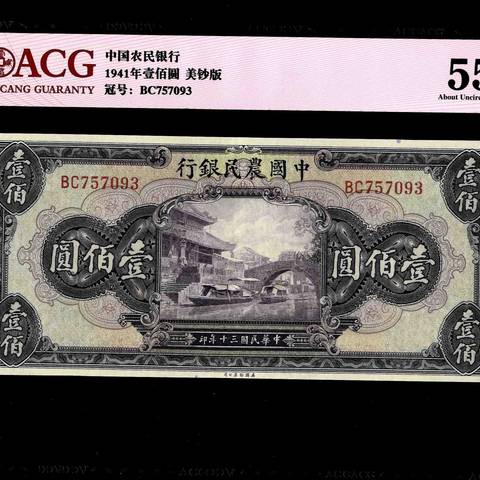 ACG
CANG GUARANTY
中国农民银行
1941年壹佰圓 美钞版
冠号: BC757093
55
About Uncirc
行銀民農國中
BC757093
BC757093
壹佰
壹佰
圓佰壹
壹佰圓
印年十三國民華中
壹佰
壹佰